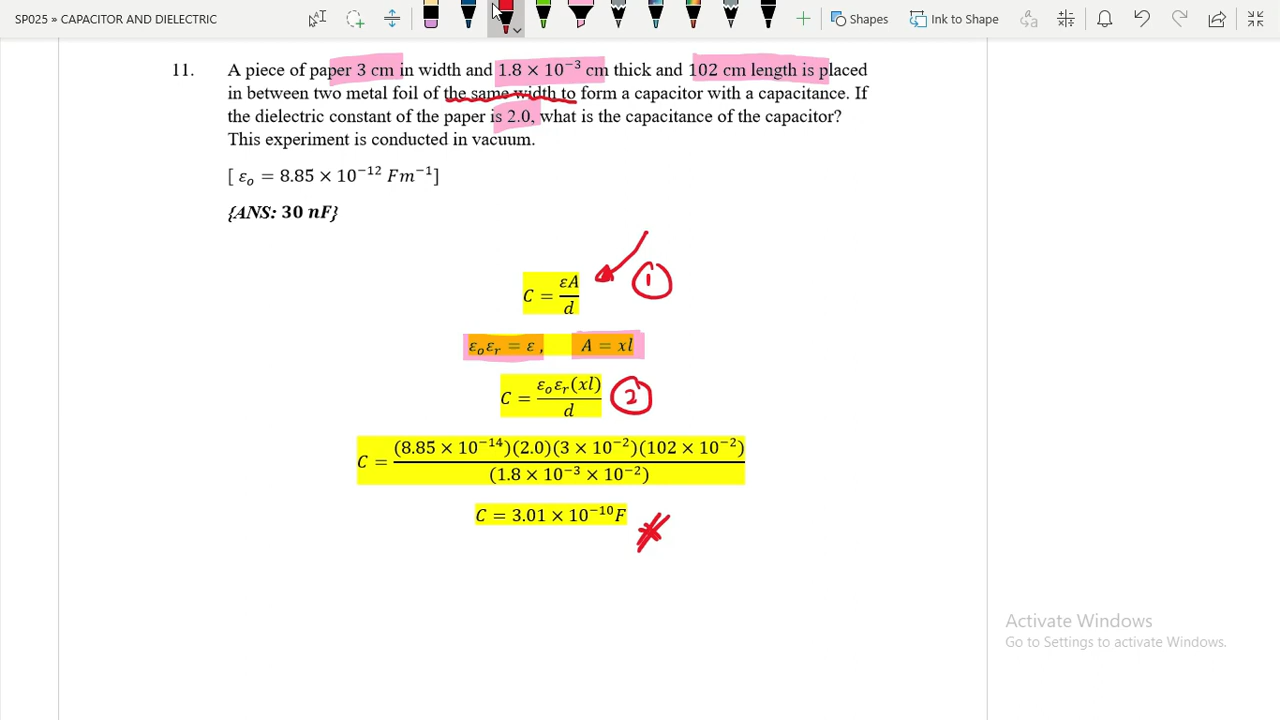 SP025 » CAPACITOR AND DIELECTRIC
Shapes
Ink to Shape
11. A piece of paper 3 cm in width and 1.8 × 10⁻³ cm thick and 102 cm length is placed
in between two metal foil of the same width to form a capacitor with a capacitance. If
the dielectric constant of the paper is 2.0, what is the capacitance of the capacitor?
This experiment is conducted in vacuum.
[ εₒ = 8.85 × 10⁻¹² Fm⁻¹]
{ANS: 30 nF}
C = εA/d
1
εₒεᵣ = ε , A = xl
C = εₒεᵣ(xl)/d
2
C = (8.85 × 10⁻¹⁴)(2.0)(3 × 10⁻²)(102 × 10⁻²)/(1.8 × 10⁻³ × 10⁻²)
C = 3.01 × 10⁻¹⁰F
Activate Windows
Go to Settings to activate Windows.